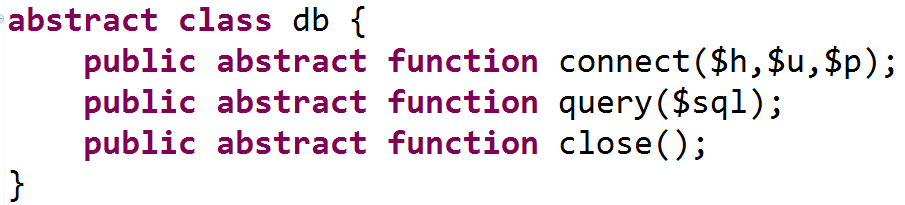 abstract class db {
    public abstract function connect($h,$u,$p);
    public abstract function query($sql);
    public abstract function close();
}